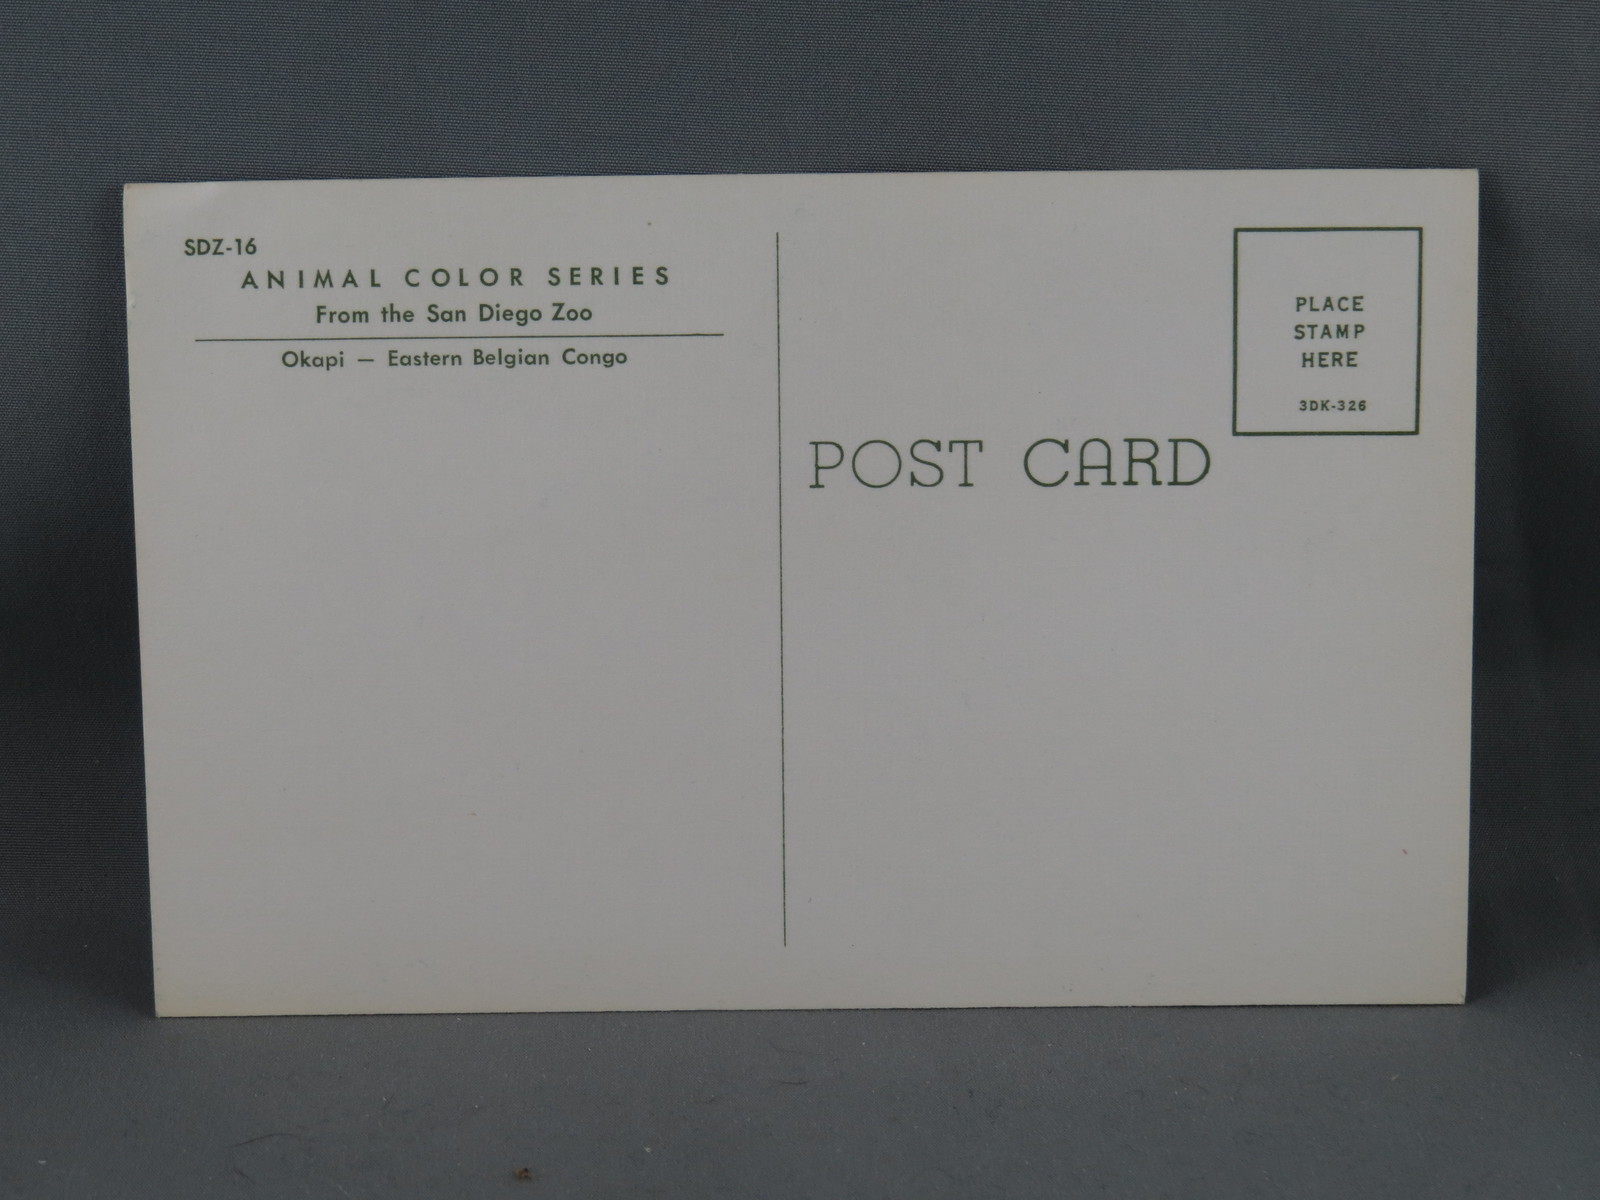 SDZ-16
ANIMAL COLOR SERIES
From the San Diego Zoo
Okapi — Eastern Belgian Congo
PLACE
STAMP
HERE
3DK-326
POST CARD